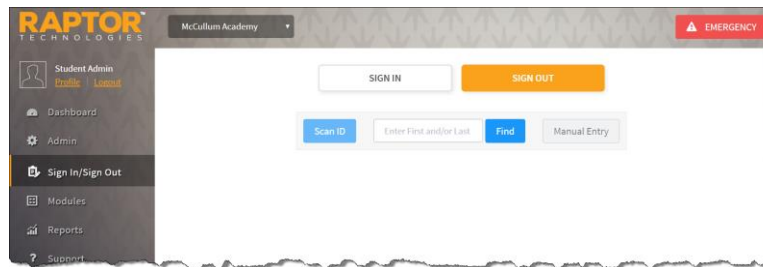 RAPTOR™
TECHNOLOGIES
McCullum Academy
EMERGENCY
Student Admin
Profile | Logout
SIGN IN
SIGN OUT
Dashboard
Scan ID
Enter First and/or Last
Find
Manual Entry
Admin
Sign In/Sign Out
Modules
Reports
? Support